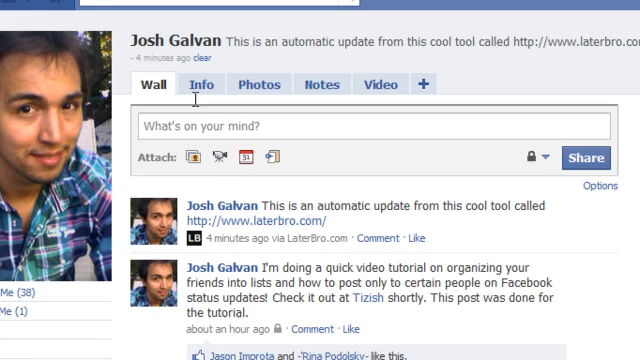 Josh Galvan This is an automatic update from this cool tool called http://www.laterbro.com/
- 4 minutes ago clear
Wall Info Photos Notes Video +
What's on your mind?
Attach: 31 Share
Options
Josh Galvan This is an automatic update from this cool tool called
http://www.laterbro.com/
LB 4 minutes ago via LaterBro.com · Comment · Like
Josh Galvan I'm doing a quick video tutorial on organizing your
friends into lists and how to post only to certain people on Facebook
status updates! Check it out at Tizish shortly. This post was done for
the tutorial.
Me (38)
about an hour ago Comment · Like
Me (1)
Jason Improta and -'Rina Podolsky- like this.